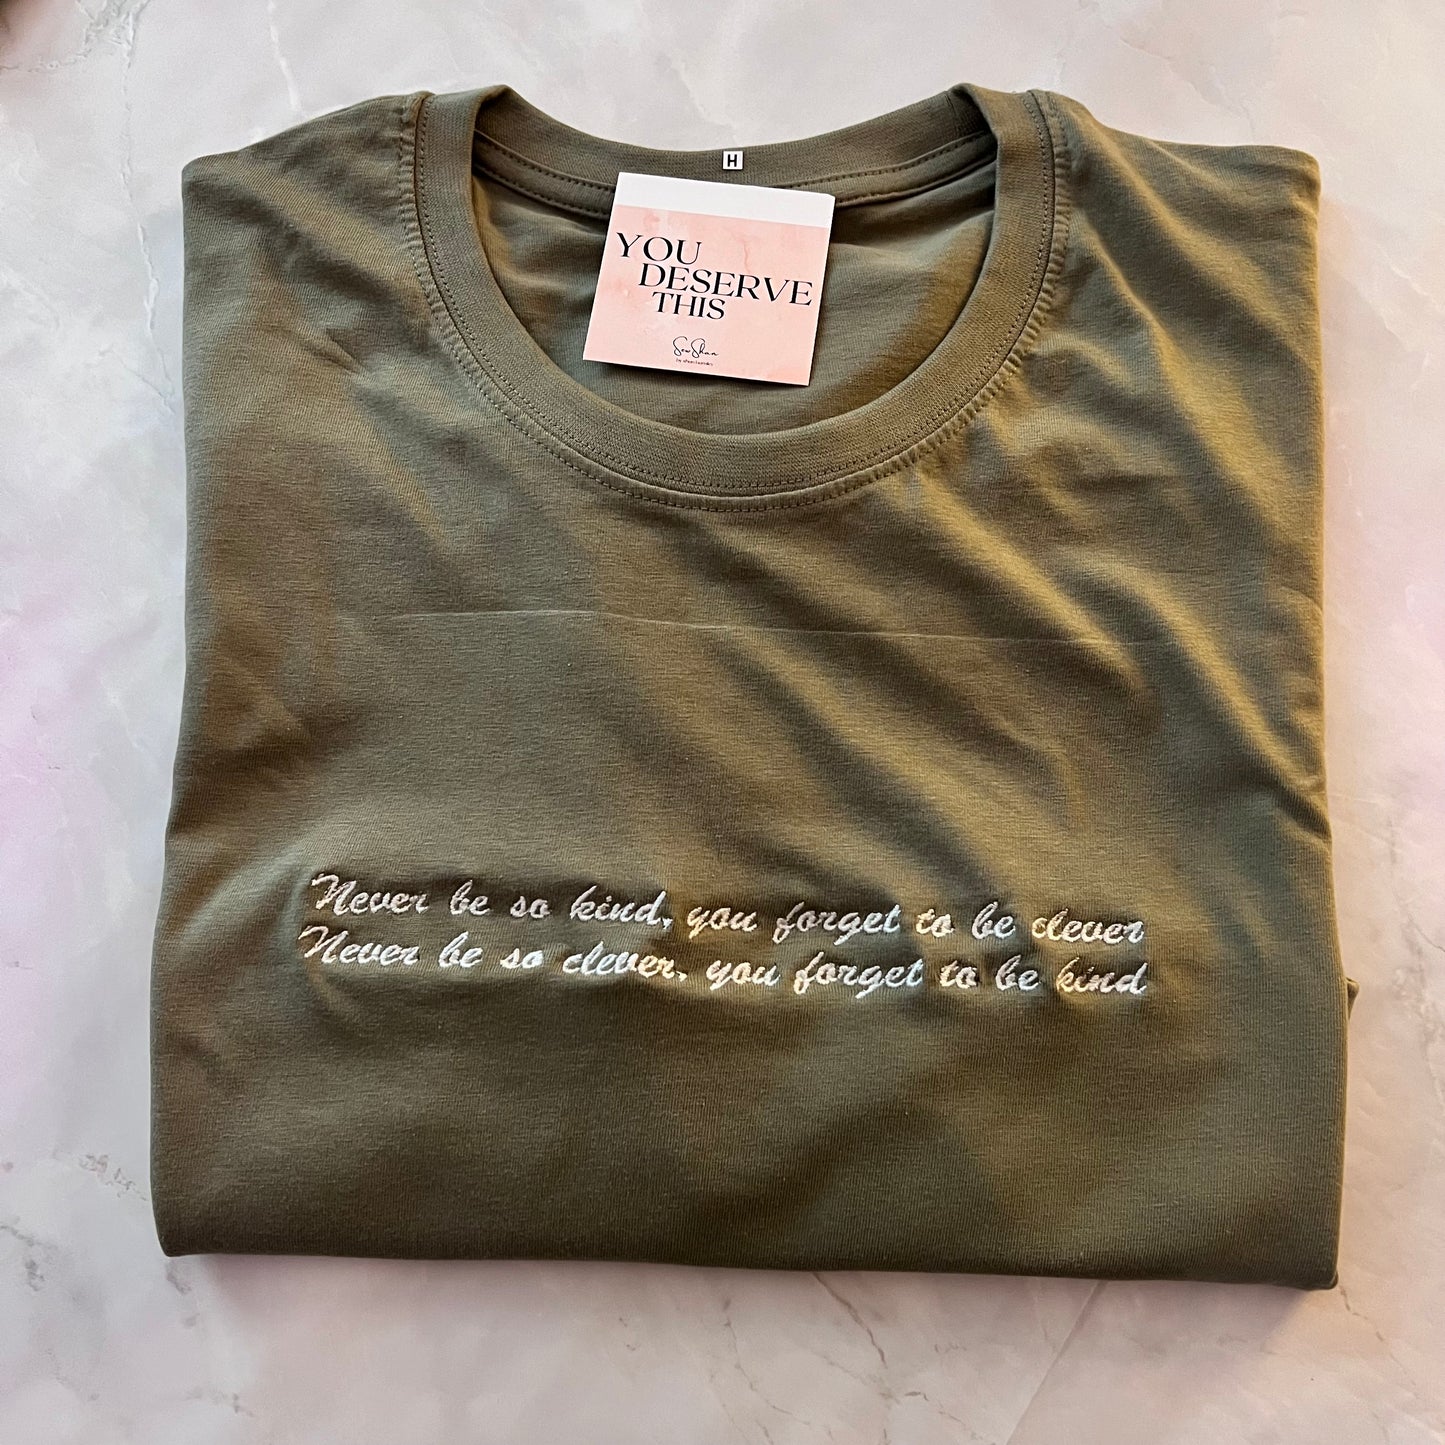 H
YOU
DESERVE
THIS
SewShan
Never be so kind, you forget to be clever
Never be so clever, you forget to be kind